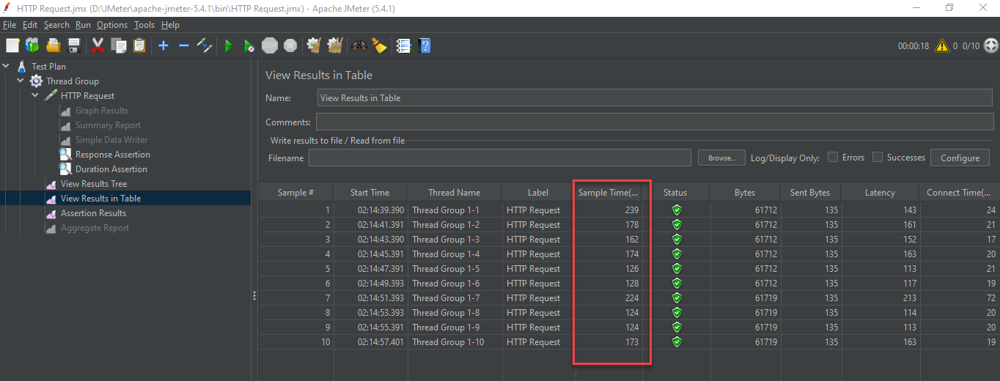 HTTP Request.jmx (D:\JMeter\apache-jmeter-5.4.1\bin\HTTP Request.jmx) - Apache JMeter (5.4.1)
File Edit Search Run Options Tools Help
STOP 00:00:18 0 0/10
Test Plan
Thread Group
HTTP Request
Graph Results
Summary Report
Simple Data Writer
Response Assertion
Duration Assertion
View Results Tree
View Results in Table
Assertion Results
Aggregate Report
View Results in Table
Name: View Results in Table
Comments:
Write results to file / Read from file
Filename Browse... Log/Display Only: Errors Successes Configure
Sample # Start Time Thread Name Label Sample Time(... Status Bytes Sent Bytes Latency Connect Time(...
1 02:14:39.390 Thread Group 1-1 HTTP Request 239 61712 135 143 24
2 02:14:41.391 Thread Group 1-2 HTTP Request 178 61712 135 161 21
3 02:14:43.390 Thread Group 1-3 HTTP Request 162 61712 135 152 17
4 02:14:45.391 Thread Group 1-4 HTTP Request 174 61712 135 163 20
5 02:14:47.391 Thread Group 1-5 HTTP Request 126 61712 135 113 21
6 02:14:49.393 Thread Group 1-6 HTTP Request 128 61712 135 117 19
7 02:14:51.393 Thread Group 1-7 HTTP Request 224 61719 135 213 72
8 02:14:53.393 Thread Group 1-8 HTTP Request 124 61719 135 114 20
9 02:14:55.391 Thread Group 1-9 HTTP Request 124 61719 135 113 20
10 02:14:57.401 Thread Group 1-10 HTTP Request 173 61719 135 163 19